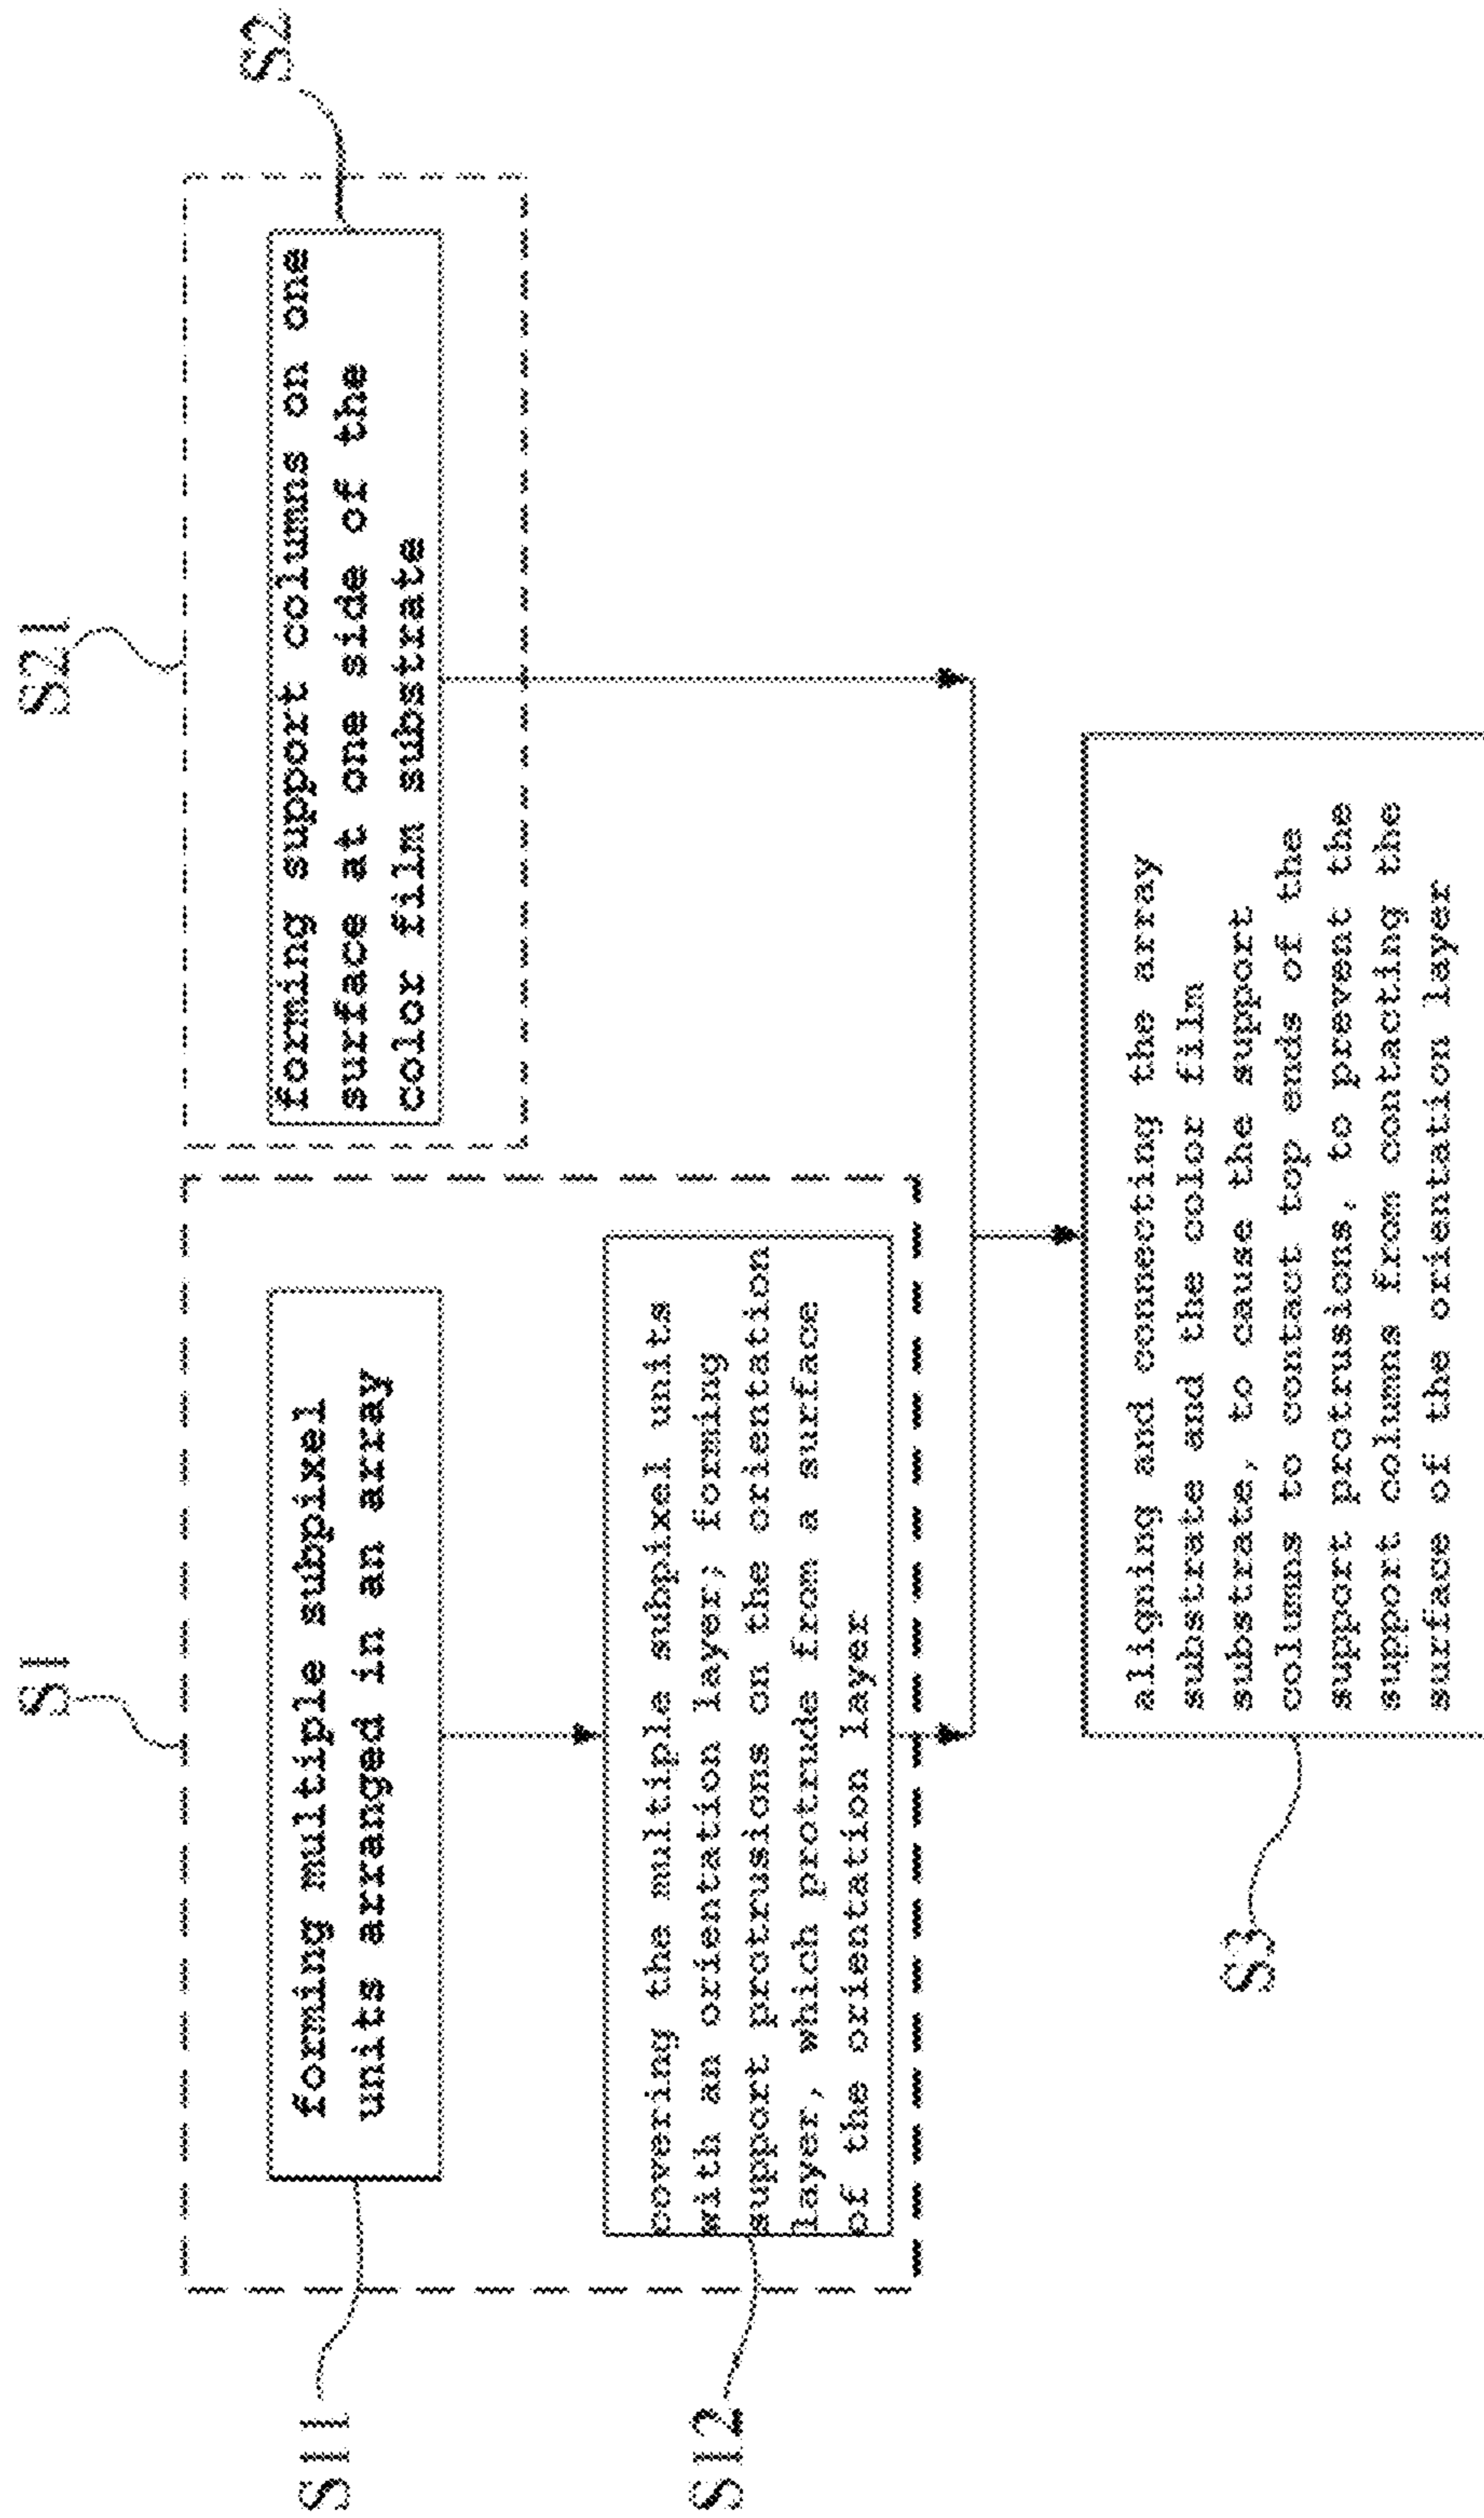 S1
S11
forming multiple subpixel
units arranged in an array
S12
covering the multiple subpixel units
with an orientation layer; forming
support protrusions on the orientation
layer, which protrude from a surface
of the orientation layer
S21
S2
forming support columns on one
surface at one side of the
color film substrate
S3
aligning and connecting the array
substrate and the color film
substrate, to cause the support
columns to contact top ends of the
support protrusions, to prevent the
support columns from contacting the
surface of the orientation layer